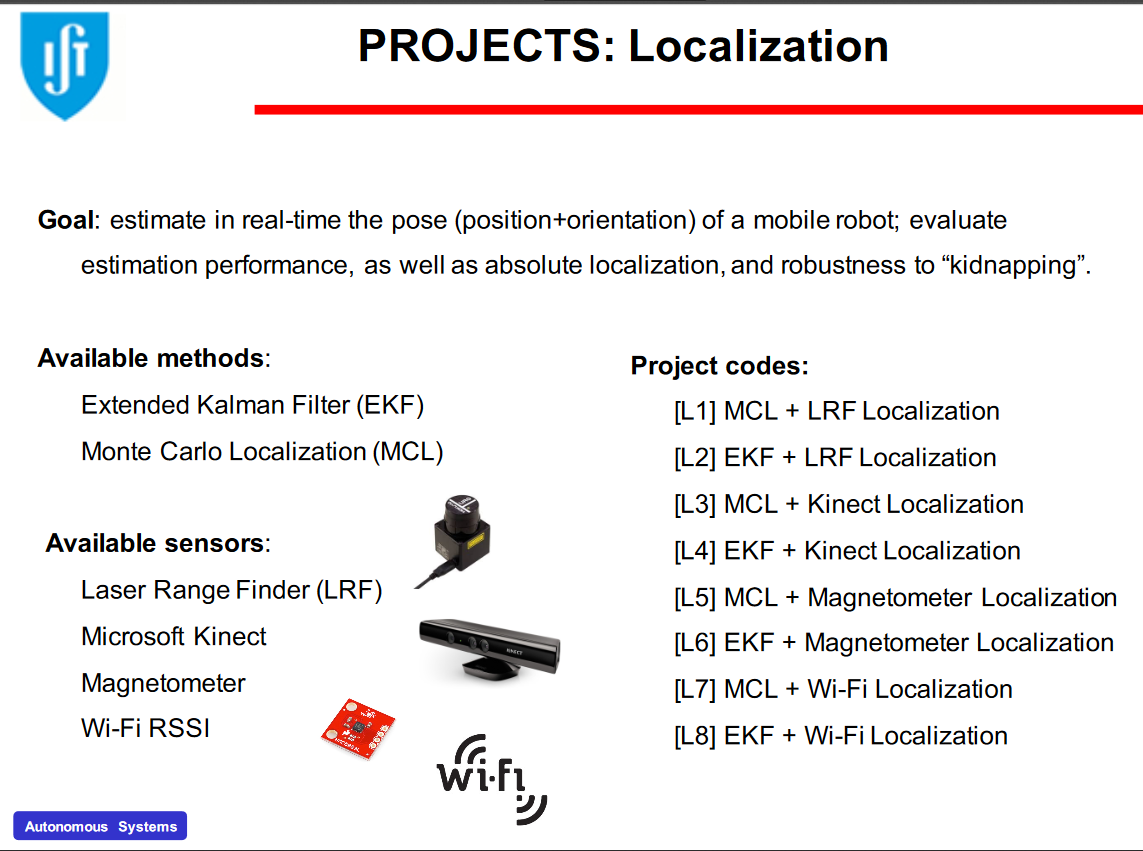 PROJECTS: Localization
Goal: estimate in real-time the pose (position+orientation) of a mobile robot; evaluate
estimation performance, as well as absolute localization, and robustness to “kidnapping”.
Available methods:
Extended Kalman Filter (EKF)
Monte Carlo Localization (MCL)
Available sensors:
Laser Range Finder (LRF)
Microsoft Kinect
Magnetometer
Wi-Fi RSSI
KINECT
Wi-Fi
Project codes:
[L1] MCL + LRF Localization
[L2] EKF + LRF Localization
[L3] MCL + Kinect Localization
[L4] EKF + Kinect Localization
[L5] MCL + Magnetometer Localization
[L6] EKF + Magnetometer Localization
[L7] MCL + Wi-Fi Localization
[L8] EKF + Wi-Fi Localization
Autonomous Systems